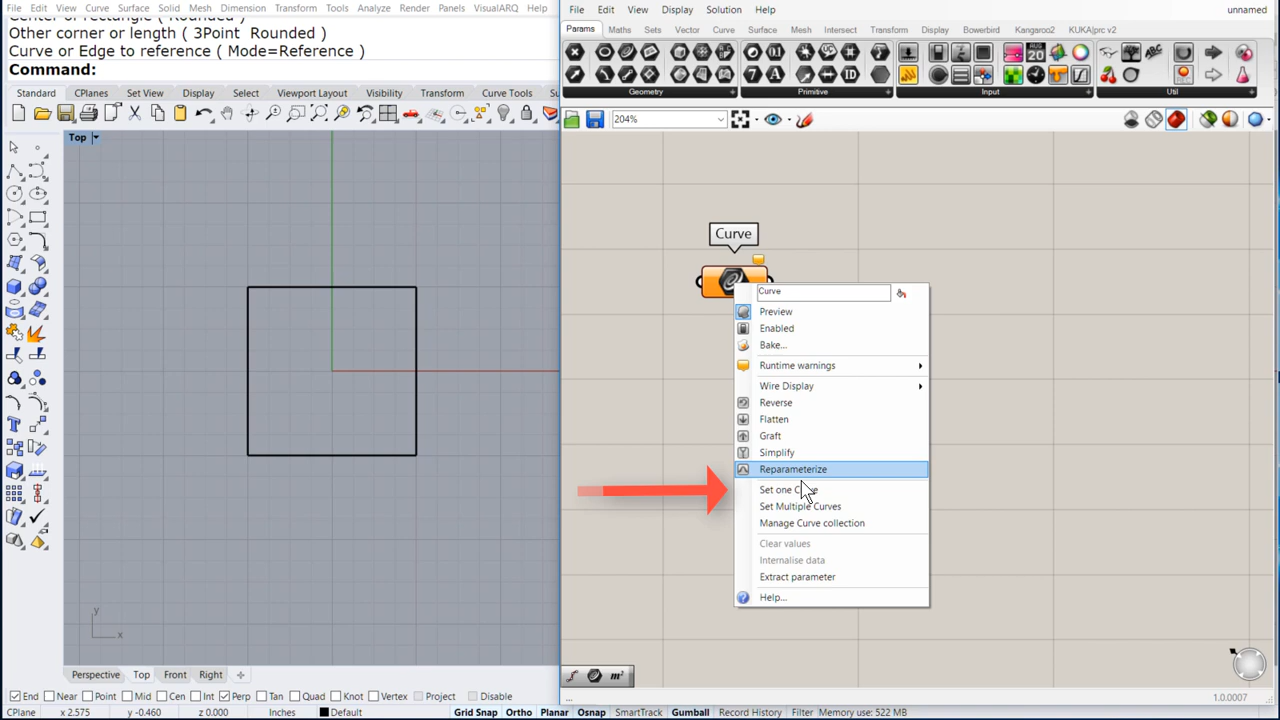 File Edit View Curve Surface Solid Mesh Dimension Transform Tools Analyze Render Panels VisualARQ Help
Center of rectangle ( Rounded )
Other corner or length ( 3Point Rounded )
Curve or Edge to reference ( Mode=Reference )
Command:
Standard CPlanes Set View Display Select Viewport Layout Visibility Transform Curve Tools
Top
Perspective Top Front Right
End Near Point Mid Cen Int Perp Tan Quad Knot Vertex Project Disable
CPlane x 2.575 y -0.460 z 0.000 Inches Default Grid Snap Ortho Planar Osnap SmartTrack Gumball Record History Filter Memory use: 522 MB
y
x
File Edit View Display Solution Help unnamed
Params Maths Sets Vector Curve Surface Mesh Intersect Transform Display Bowerbird Kangaroo2 KUKA|prc v2
Geometry Primitive Input Util
204%
Curve
Curve
Preview
Enabled
Bake...
Runtime warnings
Wire Display
Reverse
Flatten
Graft
Simplify
Reparameterize
Set one Curve
Set Multiple Curves
Manage Curve collection
Clear values
Internalise data
Extract parameter
Help...
m²
...
1.0.0007